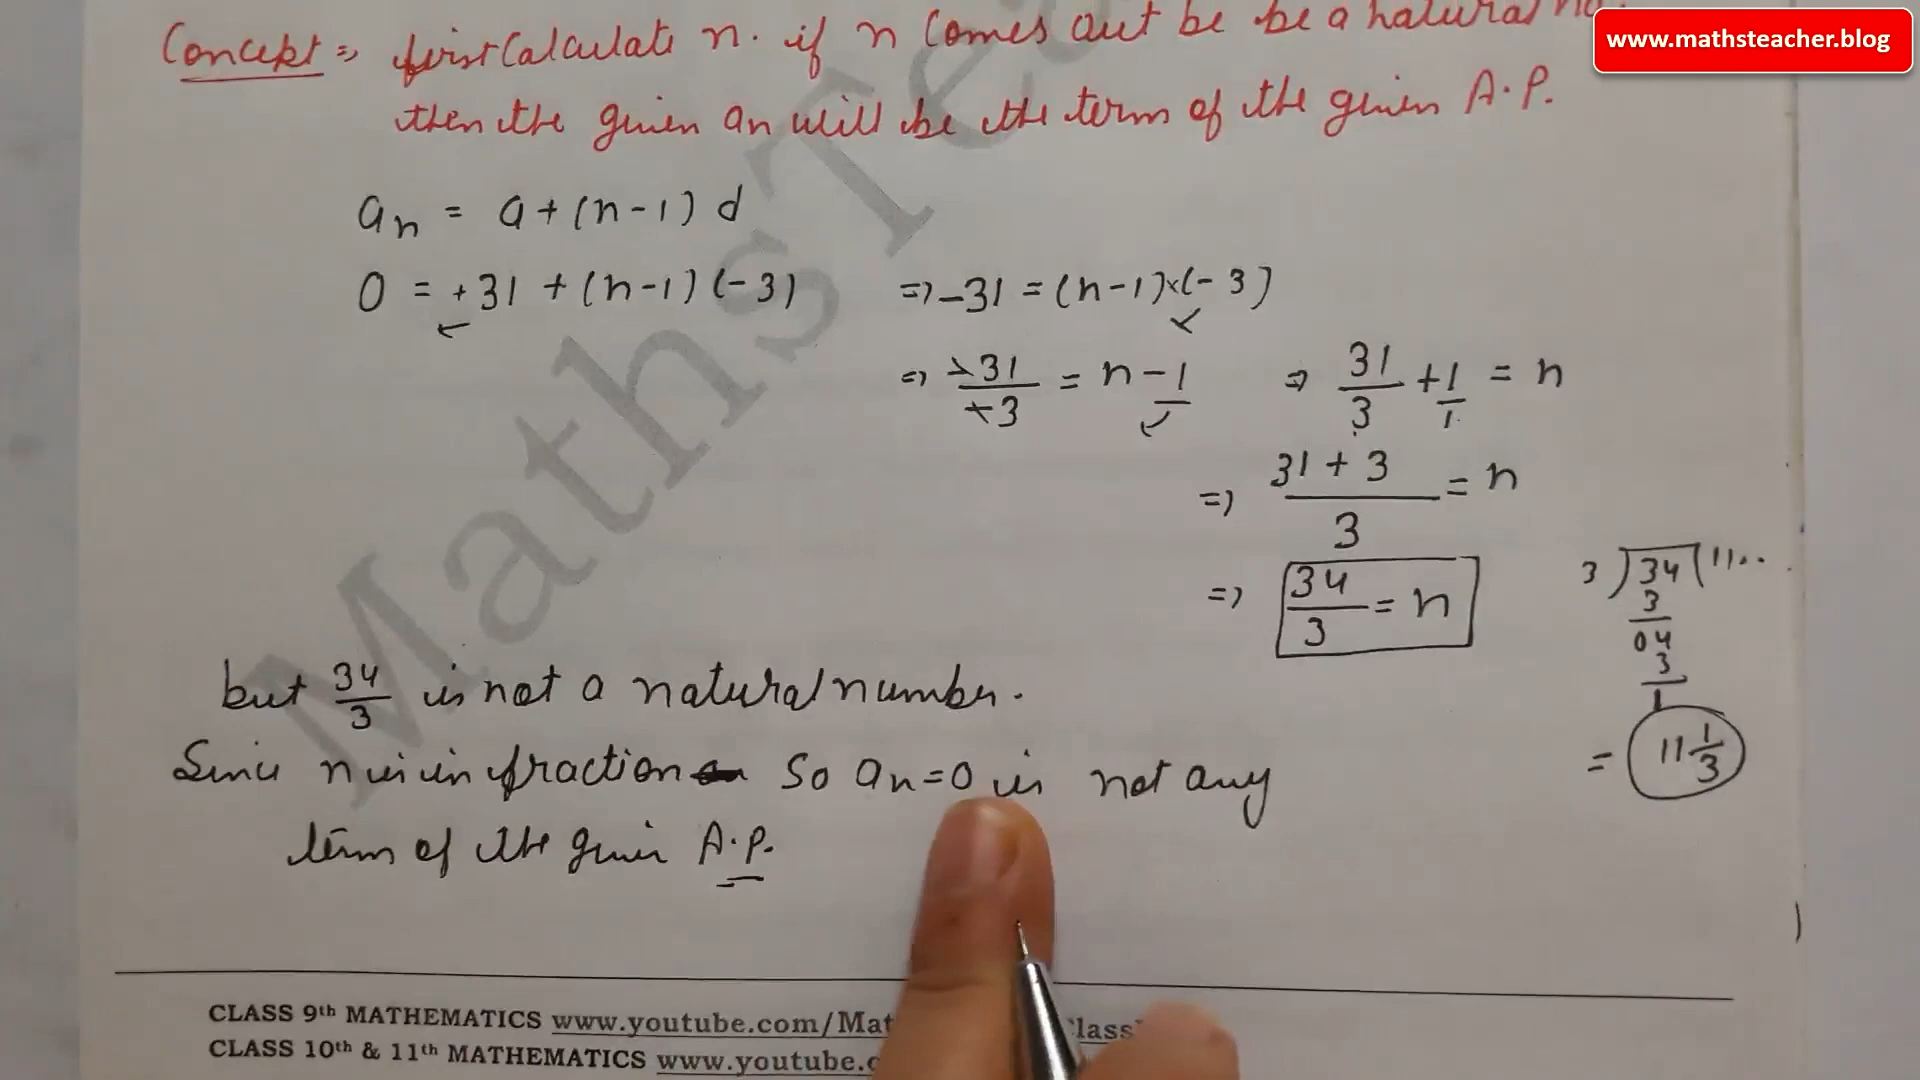 www.mathsteacher.blog
Concept ⇒ first Calculate n. if n Comes out be be a natural no.
then the given an will be the term of the given A.P.
an = a + (n-1) d
0 = +31 + (n-1) (-3) ⇒ -31 = (n-1)×(-3)
⇒ -31/-3 = n - 1 ⇒ 31/3 + 1/1 = n
⇒ 31 + 3 / 3 = n
⇒ 34/3 = n
3 ) 34 ( 11..
3
04
3
1
= 11 1/3
but 34/3 is not a natural number.
Since n is in fraction So an = 0 is not any
term of the given A.P.
CLASS 9th MATHEMATICS www.youtube.com/Mat
CLASS 10th & 11th MATHEMATICS www.youtube.c
MathsTe